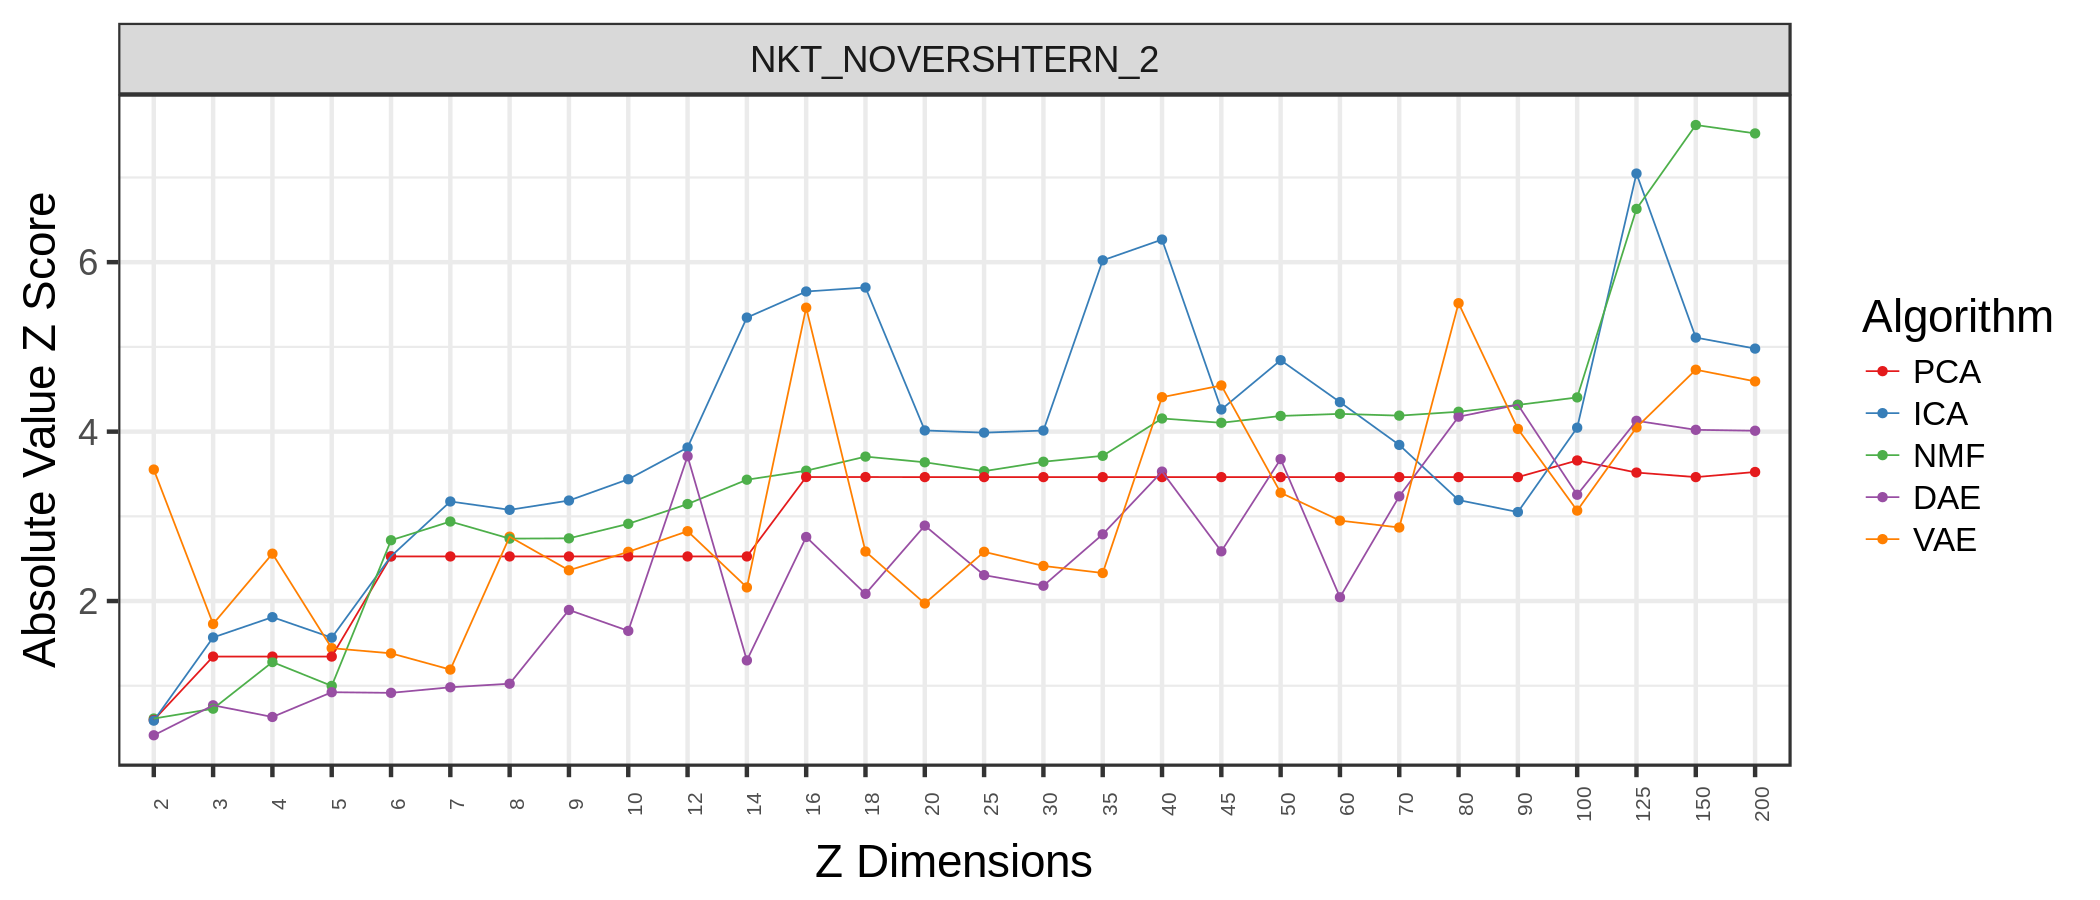 NKT_NOVERSHTERN_2
Absolute Value Z Score
6
4
2
2 3 4 5 6 7 8 9 10 12 14 16 18 20 25 30 35 40 45 50 60 70 80 90 100 125 150 200
Z Dimensions
Algorithm
PCA
ICA
NMF
DAE
VAE